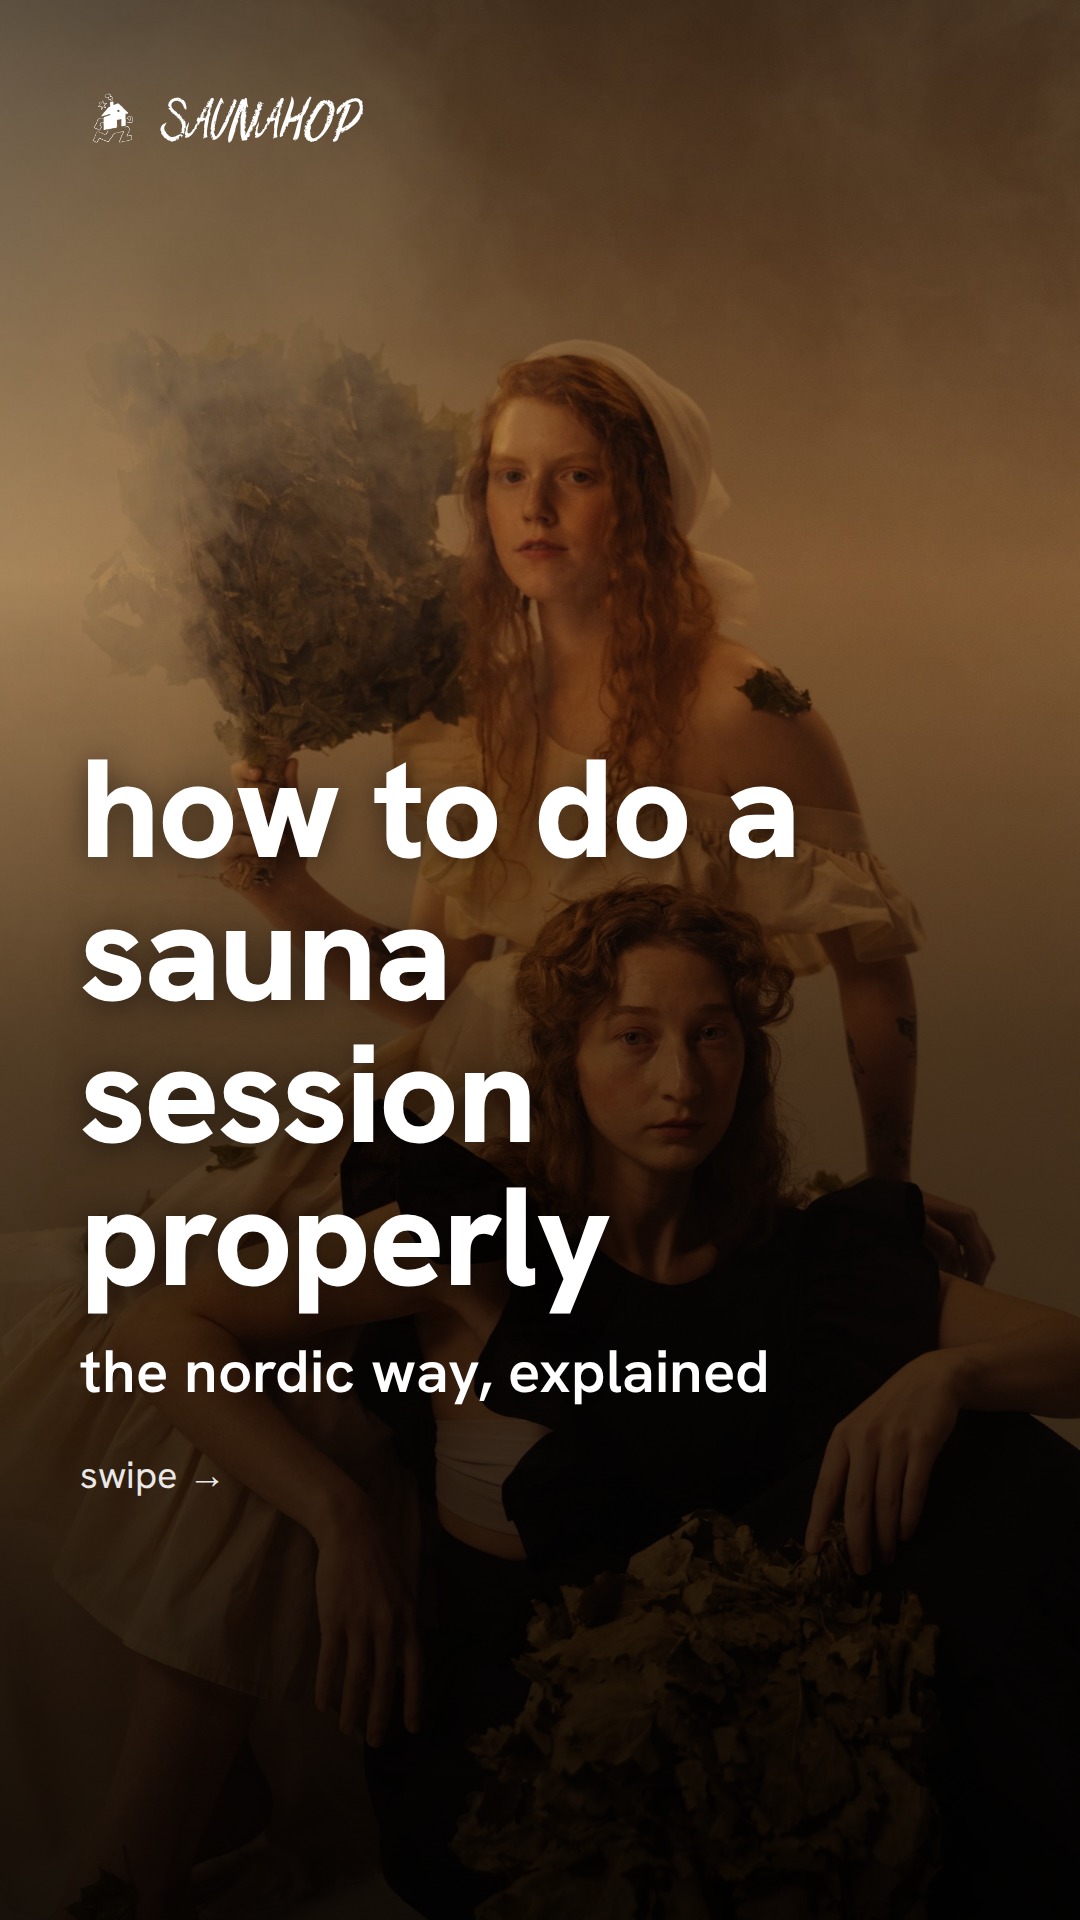 SAUNAHOP
how to do a
sauna
session
properly
the nordic way, explained
swipe →